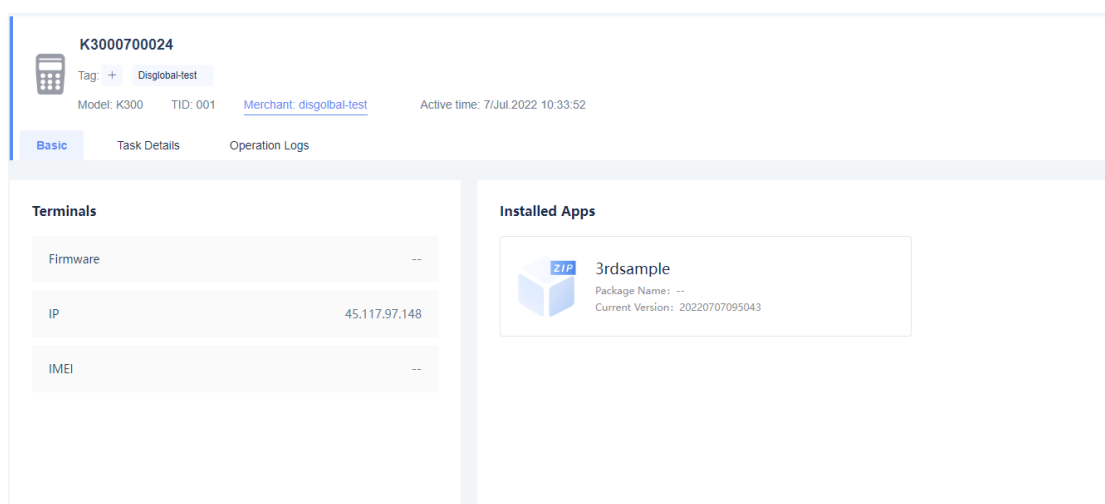 K3000700024
Tag: + Disglobal-test
Model: K300 TID: 001 Merchant: disgolbal-test Active time: 7/Jul.2022 10:33:52
Basic Task Details Operation Logs
Terminals
Firmware --
IP 45.117.97.148
IMEI --
Installed Apps
ZIP
3rdsample
Package Name: --
Current Version: 20220707095043